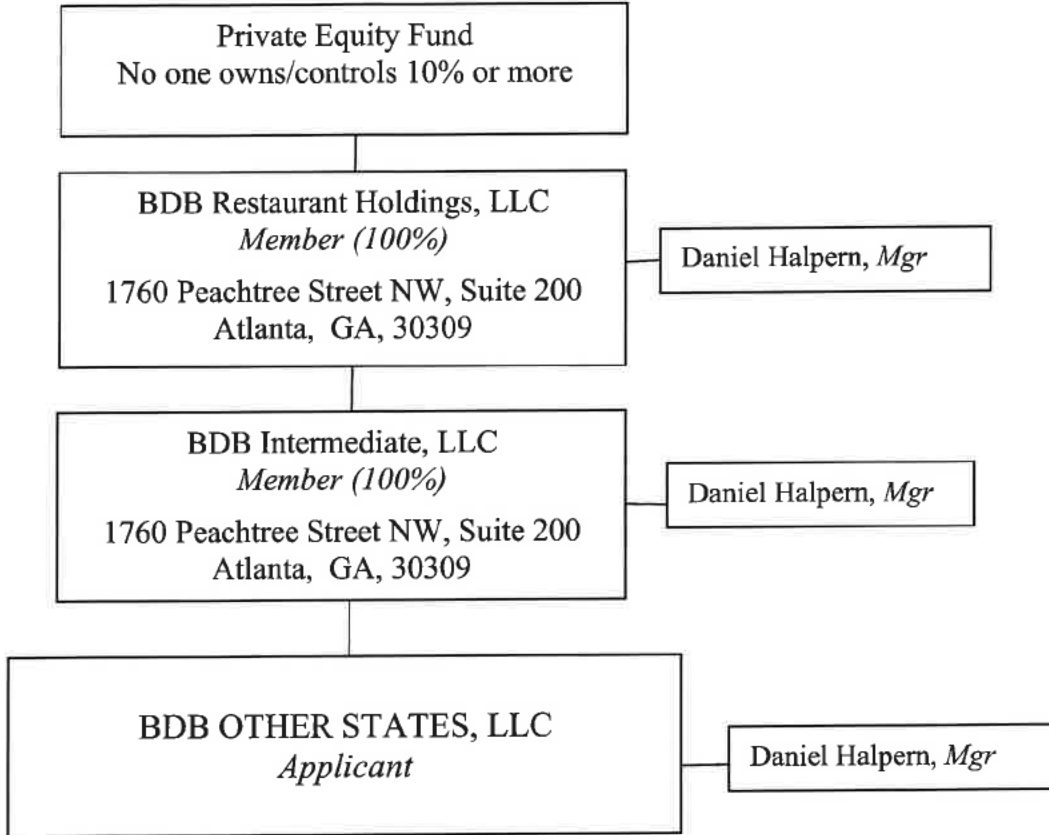 Private Equity Fund
No one owns/controls 10% or more
BDB Restaurant Holdings, LLC
Member (100%)
1760 Peachtree Street NW, Suite 200
Atlanta, GA, 30309
Daniel Halpern, Mgr
BDB Intermediate, LLC
Member (100%)
1760 Peachtree Street NW, Suite 200
Atlanta, GA, 30309
Daniel Halpern, Mgr
BDB OTHER STATES, LLC
Applicant
Daniel Halpern, Mgr